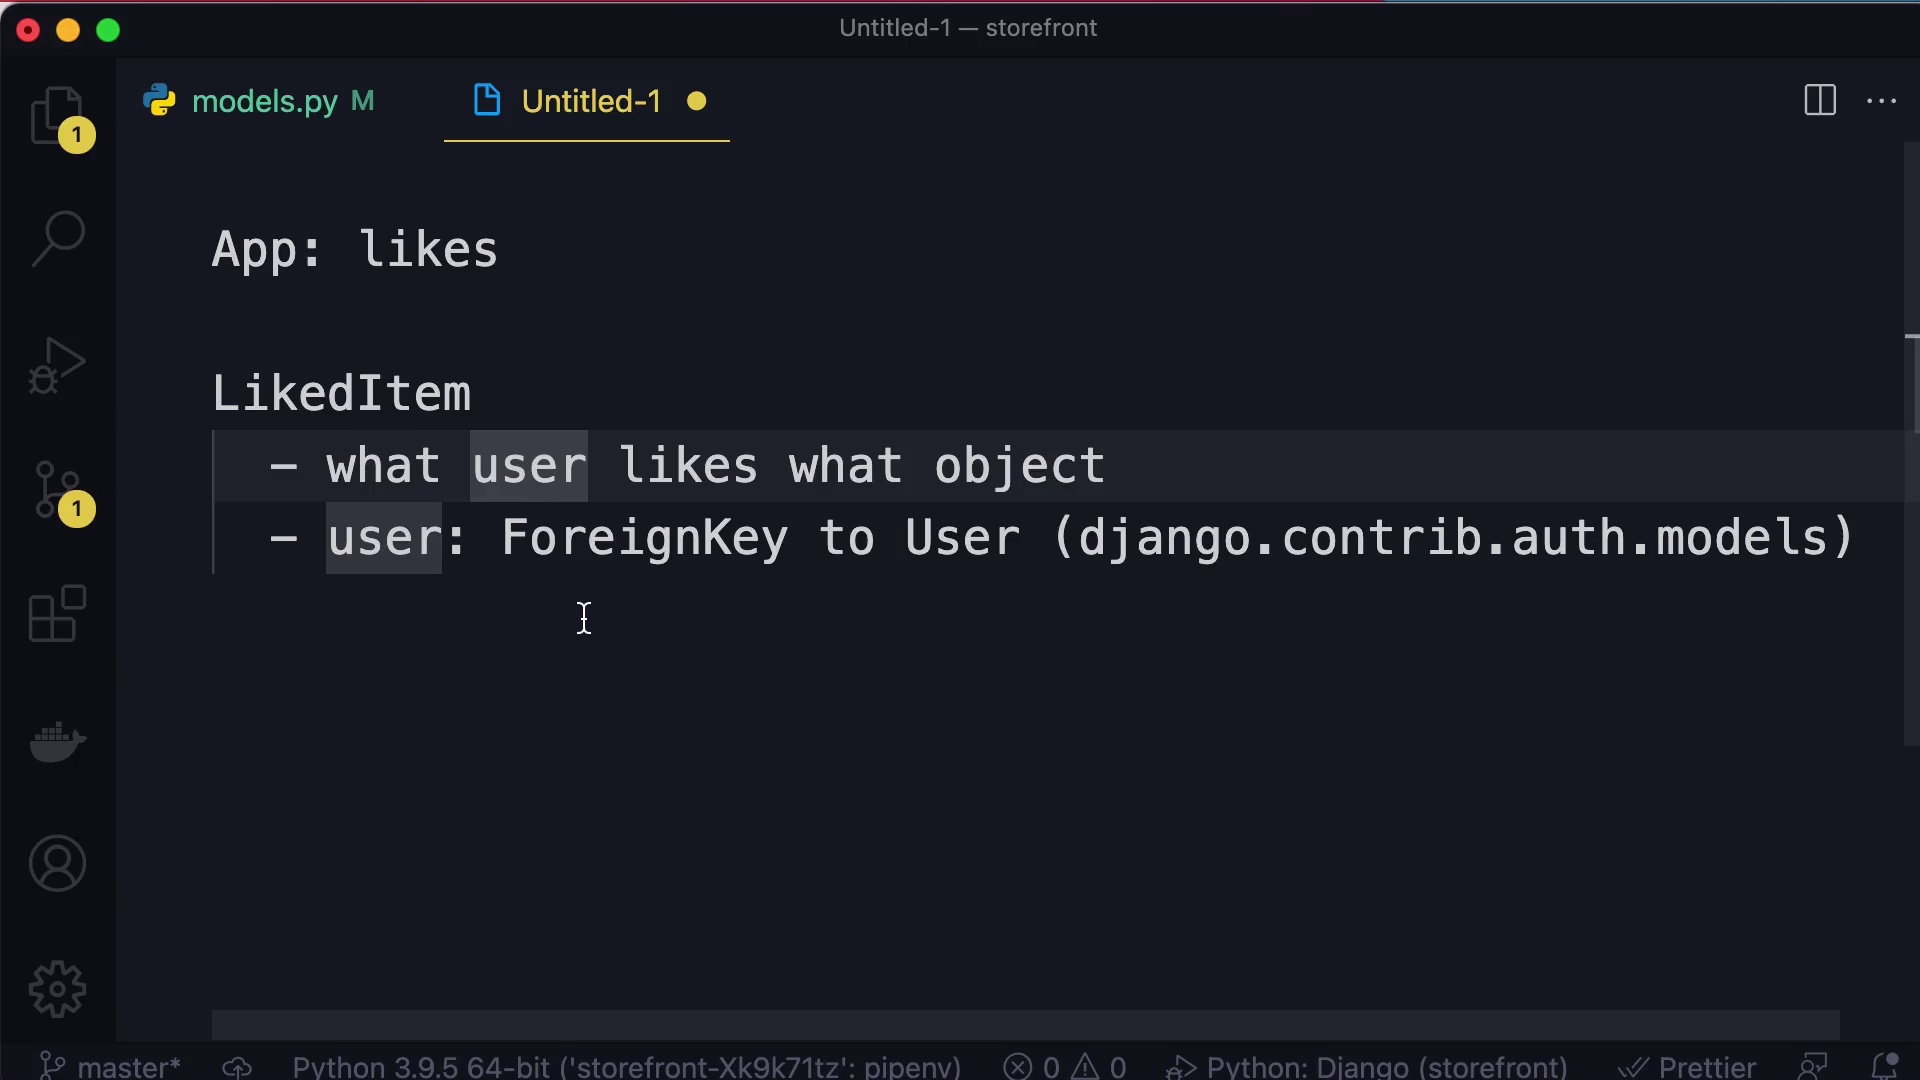 Untitled-1 — storefront
models.py M
Untitled-1
1
App: likes
LikedItem
– what user likes what object
– user: ForeignKey to User (django.contrib.auth.models)
1
master* Python 3.9.5 64-bit ('storefront-Xk9k71tz': pipenv) 0 0 Python: Django (storefront) Prettier